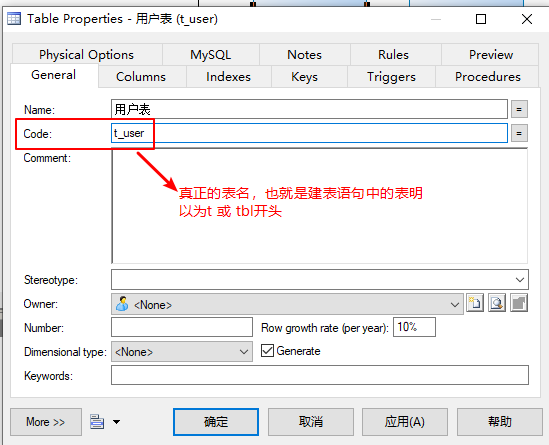 Table Properties - 用户表 (t_user)
Physical Options MySQL Notes Rules Preview
General Columns Indexes Keys Triggers Procedures
Name: 用户表 =
Code: t_user =
Comment:
真正的表名，也就是建表语句中的表明
以为t 或 tbl开头
Stereotype:
Owner: <None>
Number: Row growth rate (per year): 10%
Dimensional type: <None> Generate
Keywords:
More >> 确定 取消 应用(A) 帮助